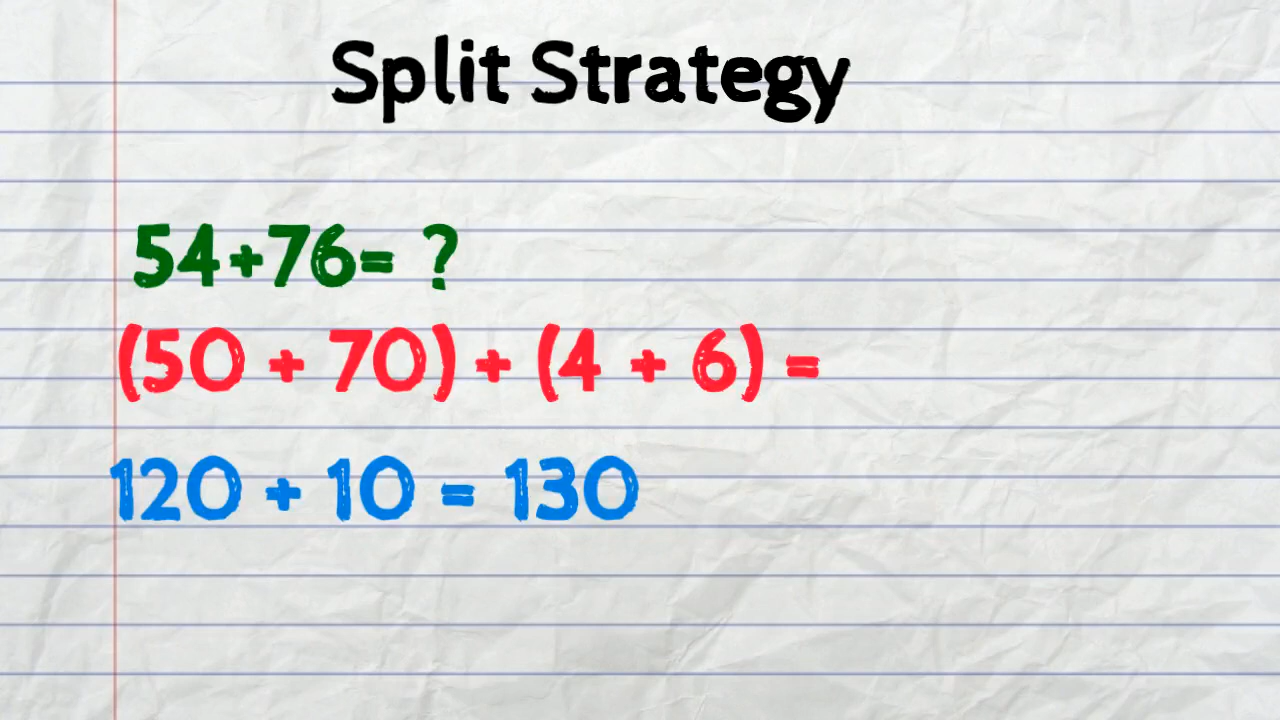 Split Strategy
54+76= ?
(50 + 70) + (4 + 6) =
120 + 10 = 130